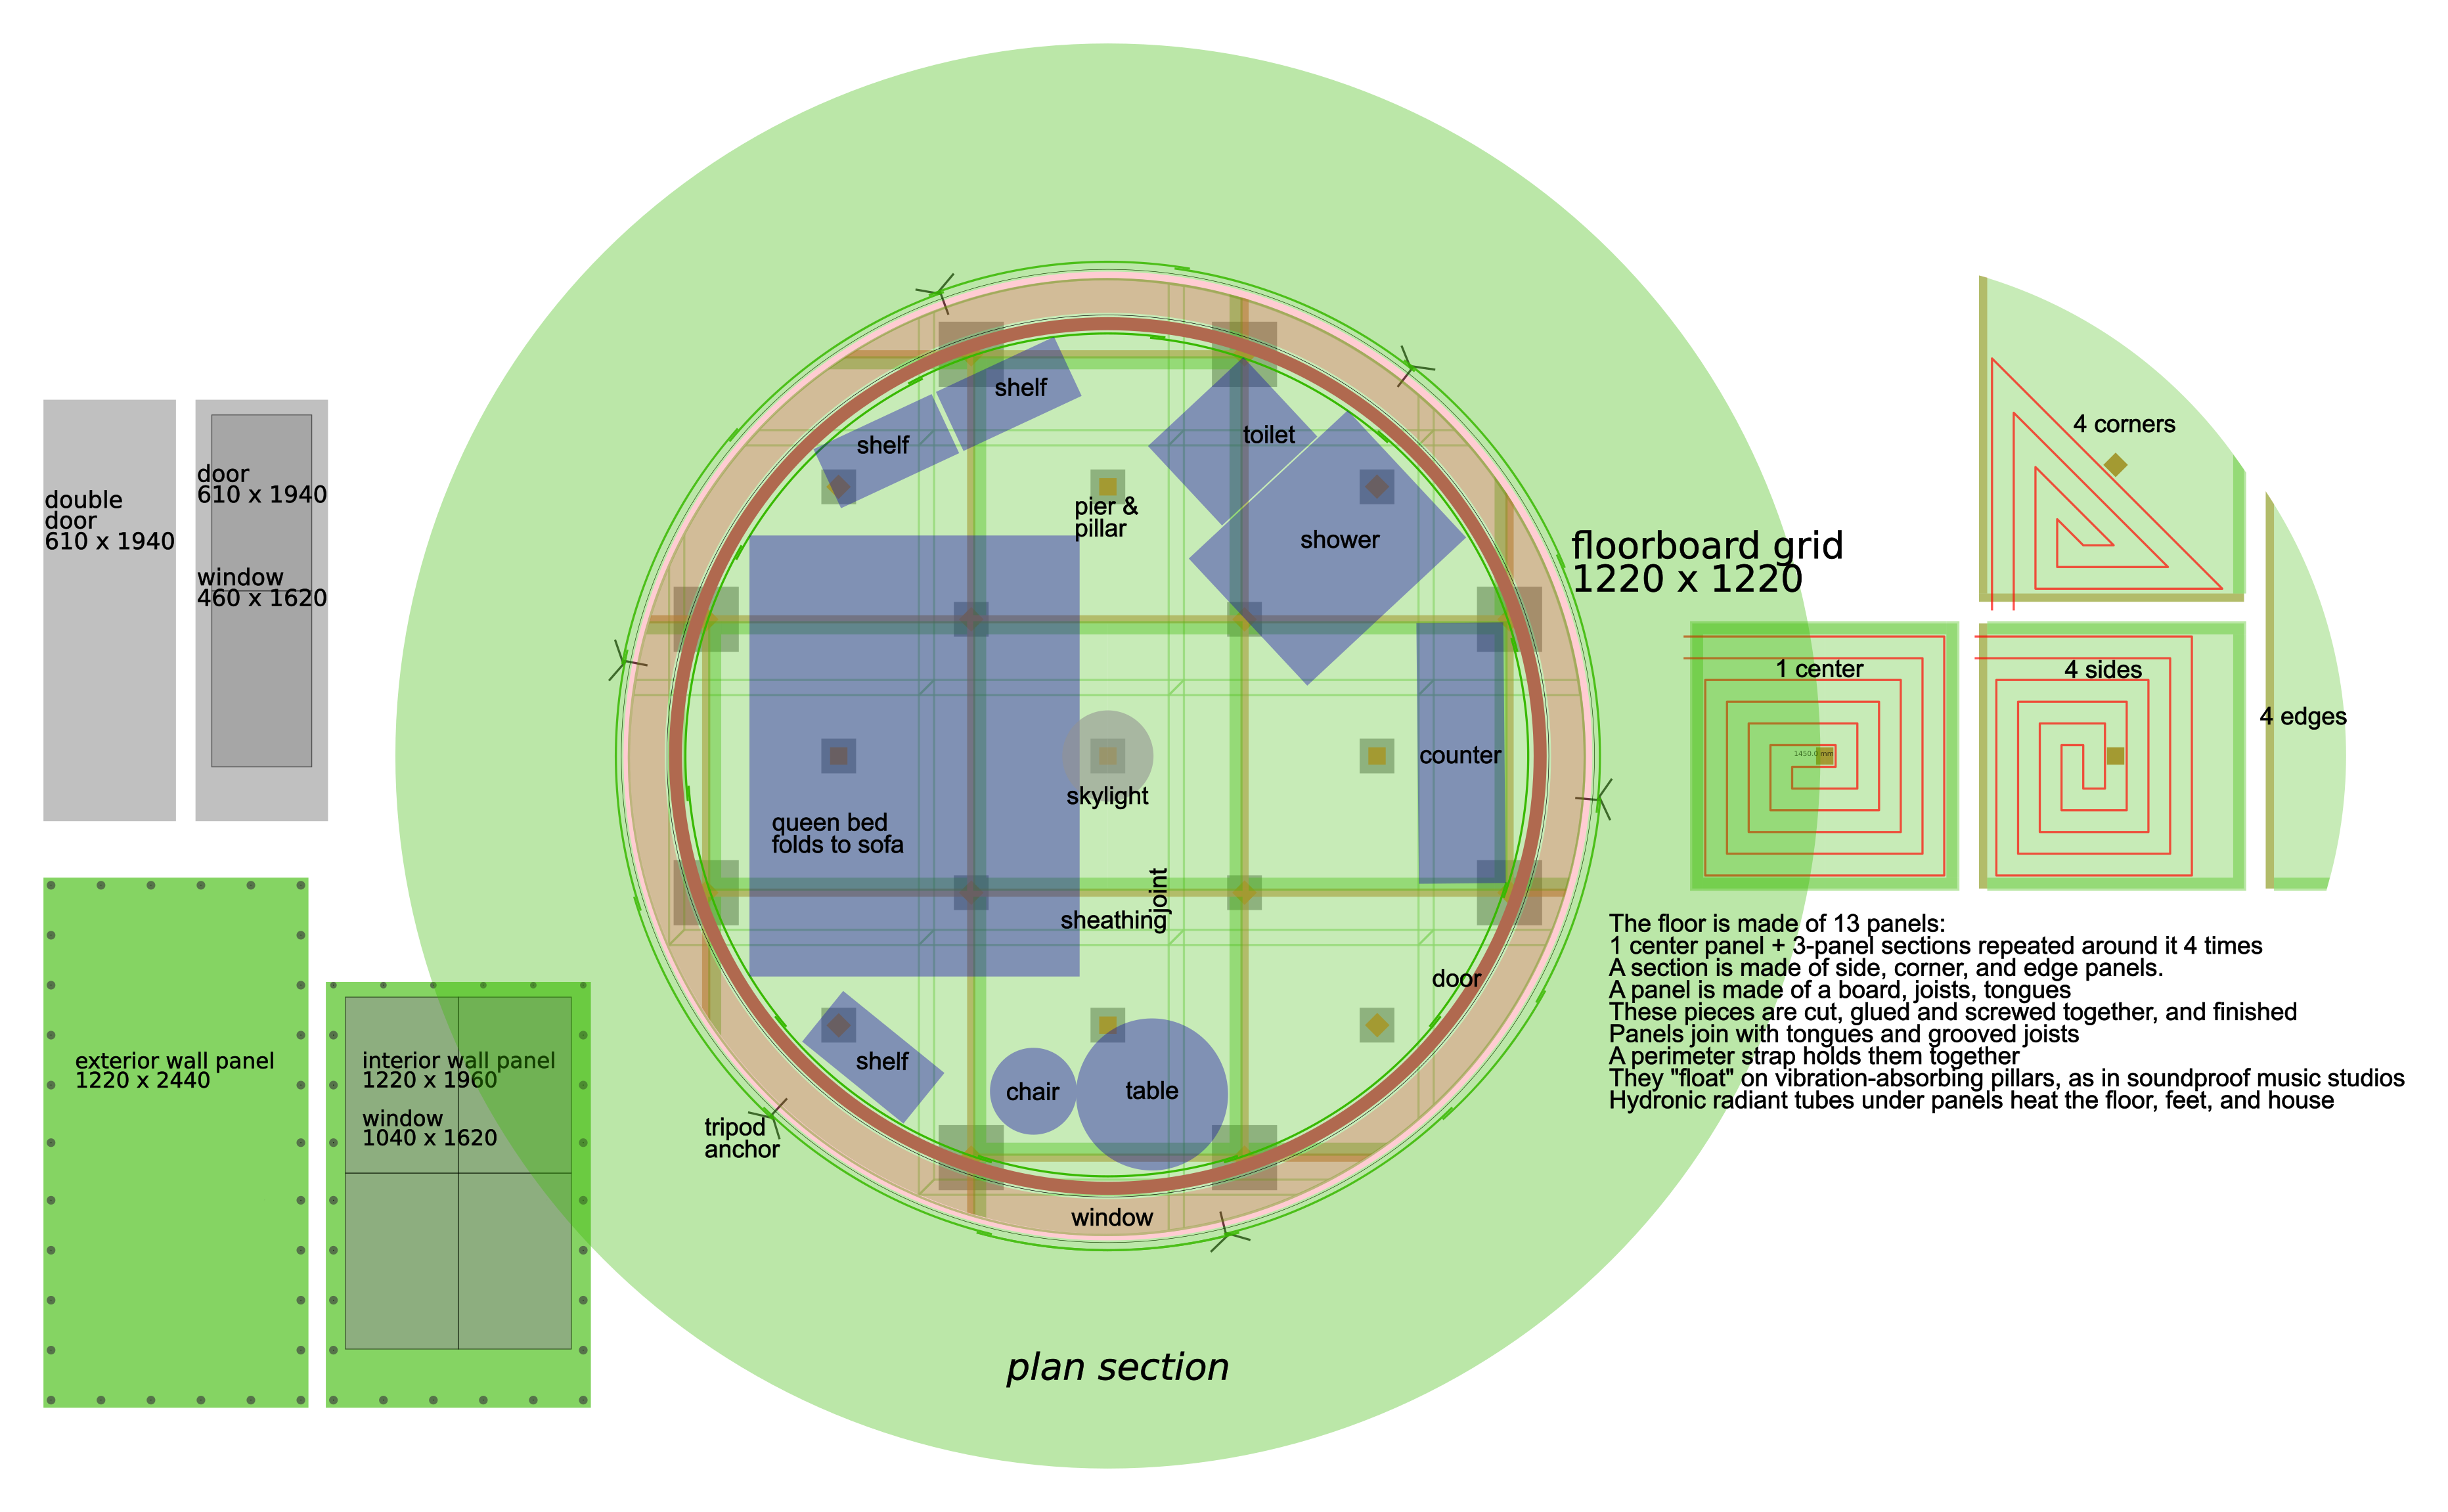 double
door
610 x 1940
door
610 x 1940
window
460 x 1620
exterior wall panel
1220 x 2440
interior wall panel
1220 x 1960
window
1040 x 1620
shelf
shelf
toilet
pier &
pillar
shower
skylight
counter
queen bed
folds to sofa
sheathing
joint
door
shelf
chair
table
tripod
anchor
window
plan section
floorboard grid
1220 x 1220
4 corners
1 center
1450.0 mm
4 sides
4 edges
The floor is made of 13 panels:
1 center panel + 3-panel sections repeated around it 4 times
A section is made of side, corner, and edge panels.
A panel is made of a board, joists, tongues
These pieces are cut, glued and screwed together, and finished
Panels join with tongues and grooved joists
A perimeter strap holds them together
They "float" on vibration-absorbing pillars, as in soundproof music studios
Hydronic radiant tubes under panels heat the floor, feet, and house